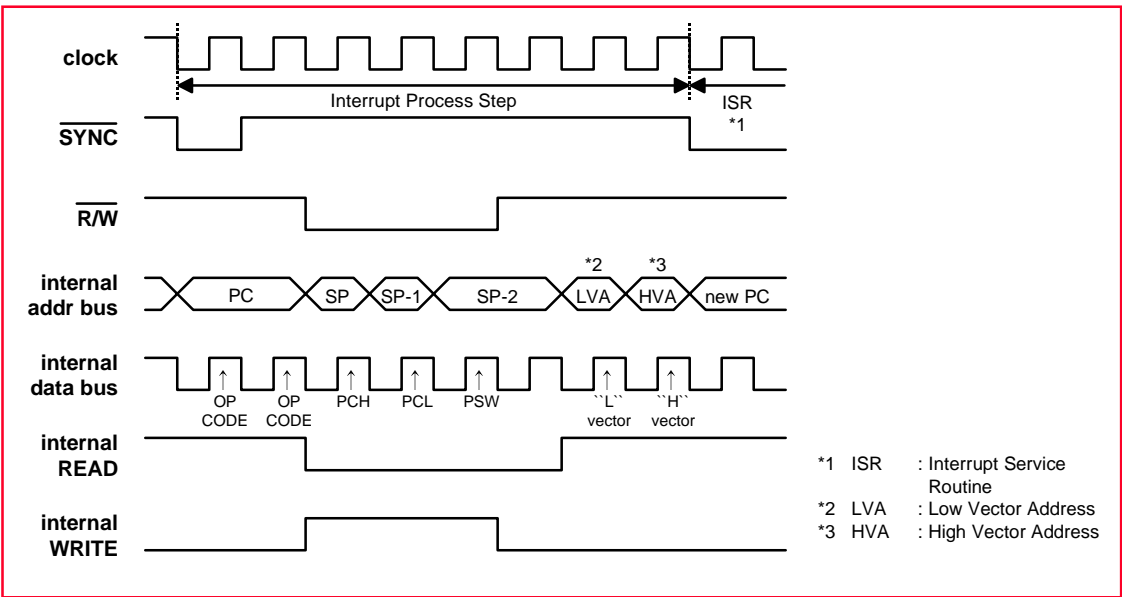 clock
Interrupt Process Step
ISR
*1
SYNC
R/W
*2
*3
internal
addr bus
PC
SP
SP-1
SP-2
LVA
HVA
new PC
internal
data bus
↑
↑
↑
↑
↑
↑
↑
OP
CODE
OP
CODE
PCH
PCL
PSW
``L``
vector
``H``
vector
internal
READ
*1 ISR : Interrupt Service
Routine
*2 LVA : Low Vector Address
*3 HVA : High Vector Address
internal
WRITE